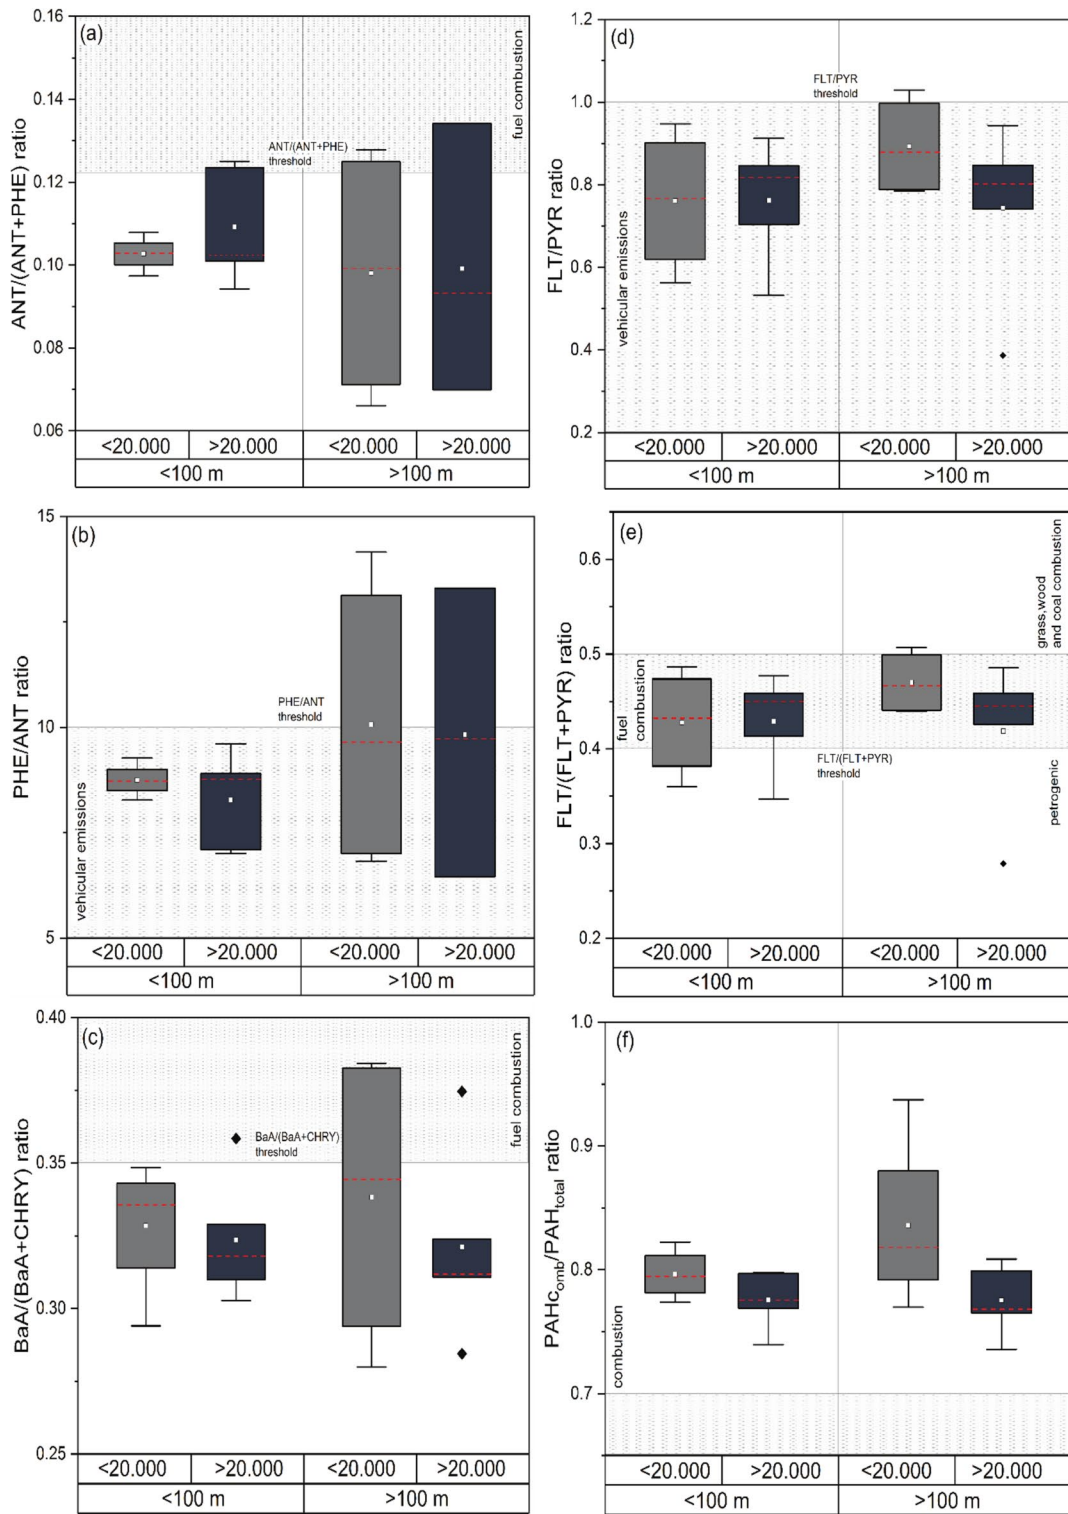 (a)
0.16
0.14
0.12
0.10
0.08
0.06
ANT/(ANT+PHE) ratio
ANT/(ANT+PHE)
threshold
fuel combustion
<20.000 >20.000 <20.000 >20.000
<100 m >100 m
(d)
1.2
1.0
0.8
0.6
0.4
0.2
FLT/PYR ratio
FLT/PYR
threshold
vehicular emissions
<20.000 >20.000 <20.000 >20.000
<100 m >100 m
(b)
15
10
5
PHE/ANT ratio
PHE/ANT
threshold
vehicular emissions
<20.000 >20.000 <20.000 >20.000
<100 m >100 m
(e)
0.6
0.5
0.4
0.3
0.2
FLT/(FLT+PYR) ratio
grass,wood
and coal combustion
fuel
combustion
FLT/(FLT+PYR)
threshold
petrogenic
<20.000 >20.000 <20.000 >20.000
<100 m >100 m
(c)
0.40
0.35
0.30
0.25
BaA/(BaA+CHRY) ratio
BaA/(BaA+CHRY)
threshold
fuel combustion
<20.000 >20.000 <20.000 >20.000
<100 m >100 m
(f)
1.0
0.9
0.8
0.7
PAHcomb/PAHtotal ratio
combustion
<20.000 >20.000 <20.000 >20.000
<100 m >100 m